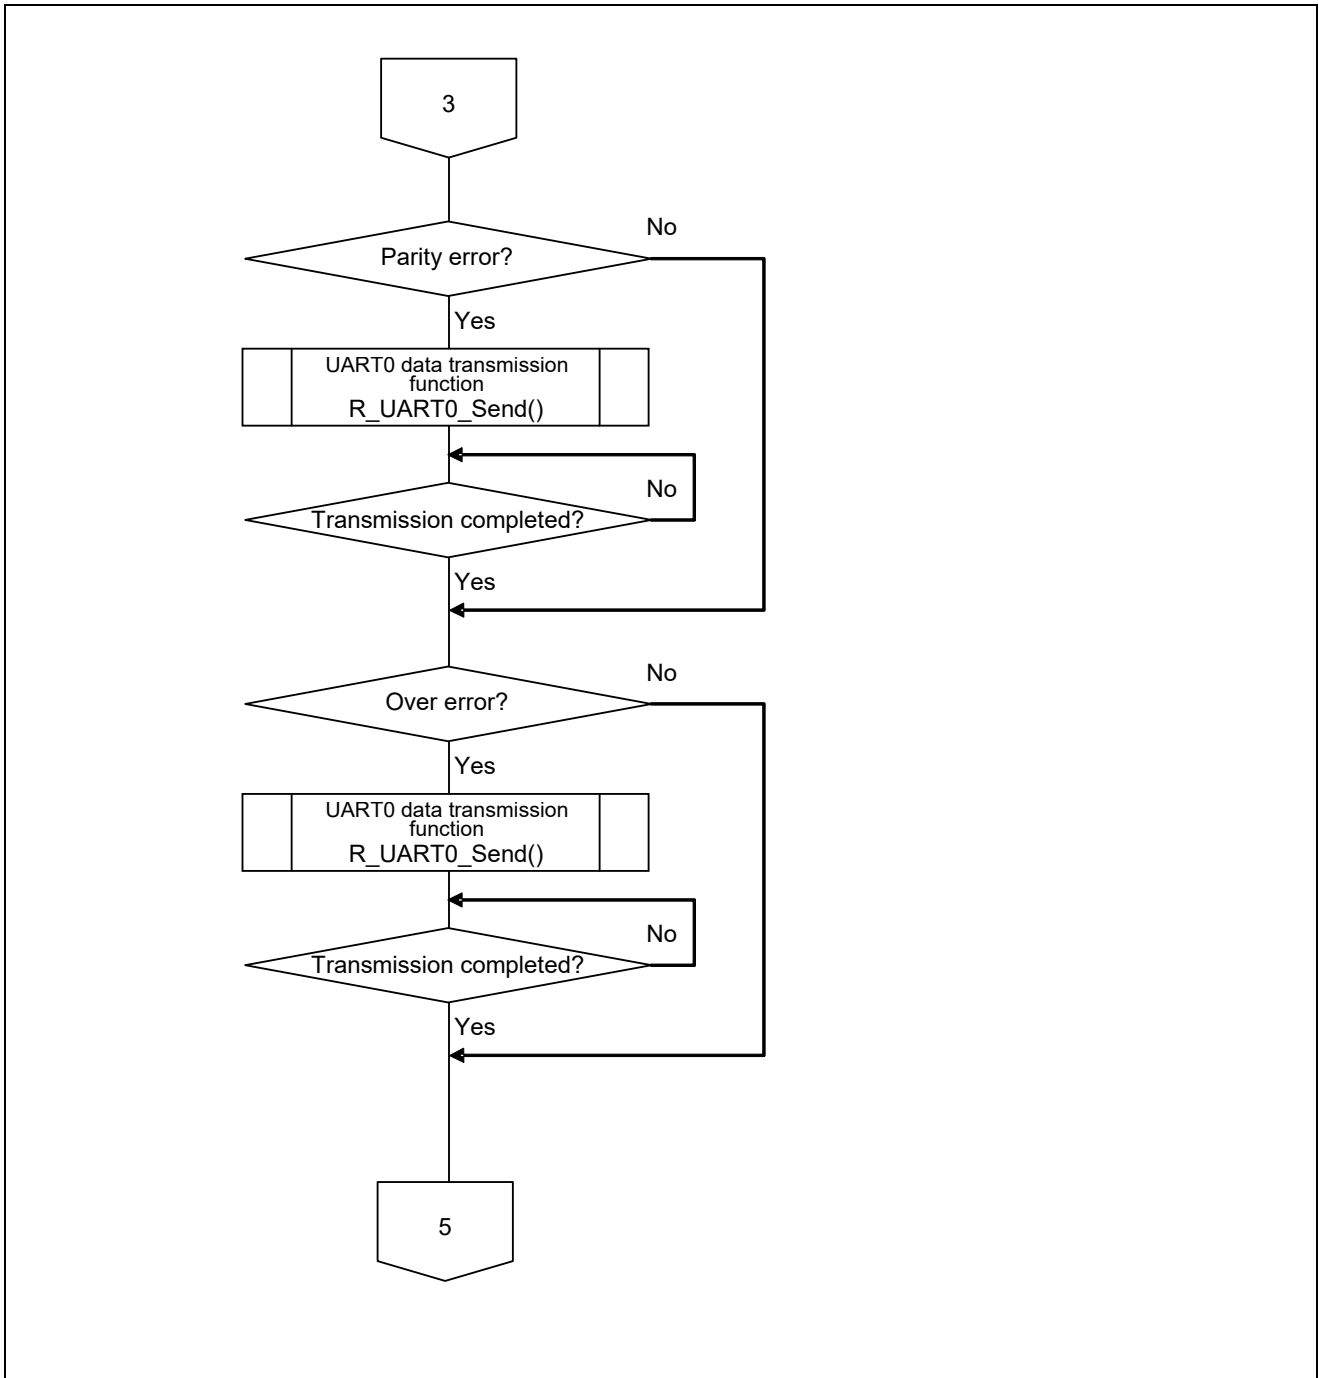 3
No
Parity error?
Yes
UART0 data transmission
function
R_UART0_Send()
No
Transmission completed?
Yes
No
Over error?
Yes
UART0 data transmission
function
R_UART0_Send()
No
Transmission completed?
Yes
5